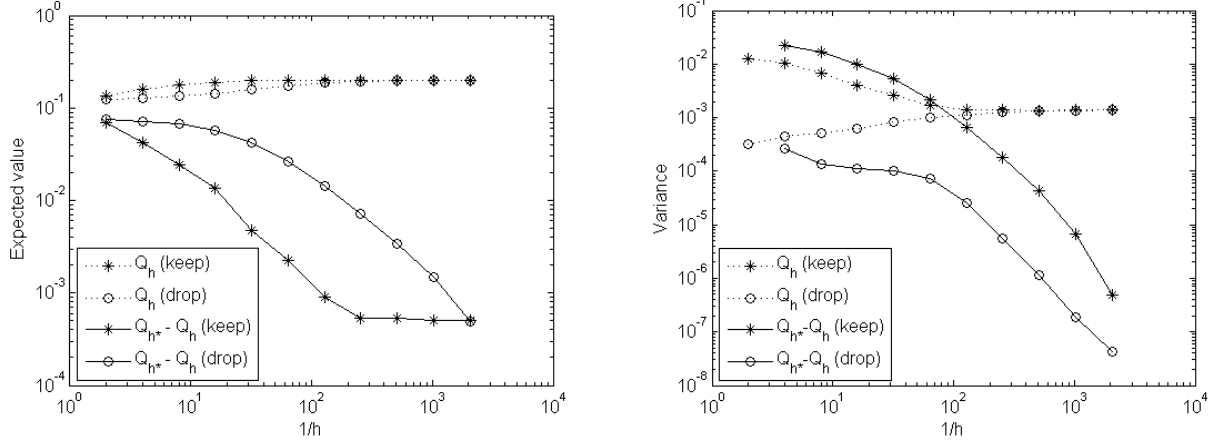 10^0
10^-1
10^-2
10^-3
10^-4
Expected value
Q_h (keep)
Q_h (drop)
Q_h* - Q_h (keep)
Q_h* - Q_h (drop)
10^0 10^1 10^2 10^3 10^4
1/h
10^-1
10^-2
10^-3
10^-4
10^-5
10^-6
10^-7
10^-8
Variance
Q_h (keep)
Q_h (drop)
Q_h*-Q_h (keep)
Q_h*-Q_h (drop)
10^0 10^1 10^2 10^3 10^4
1/h